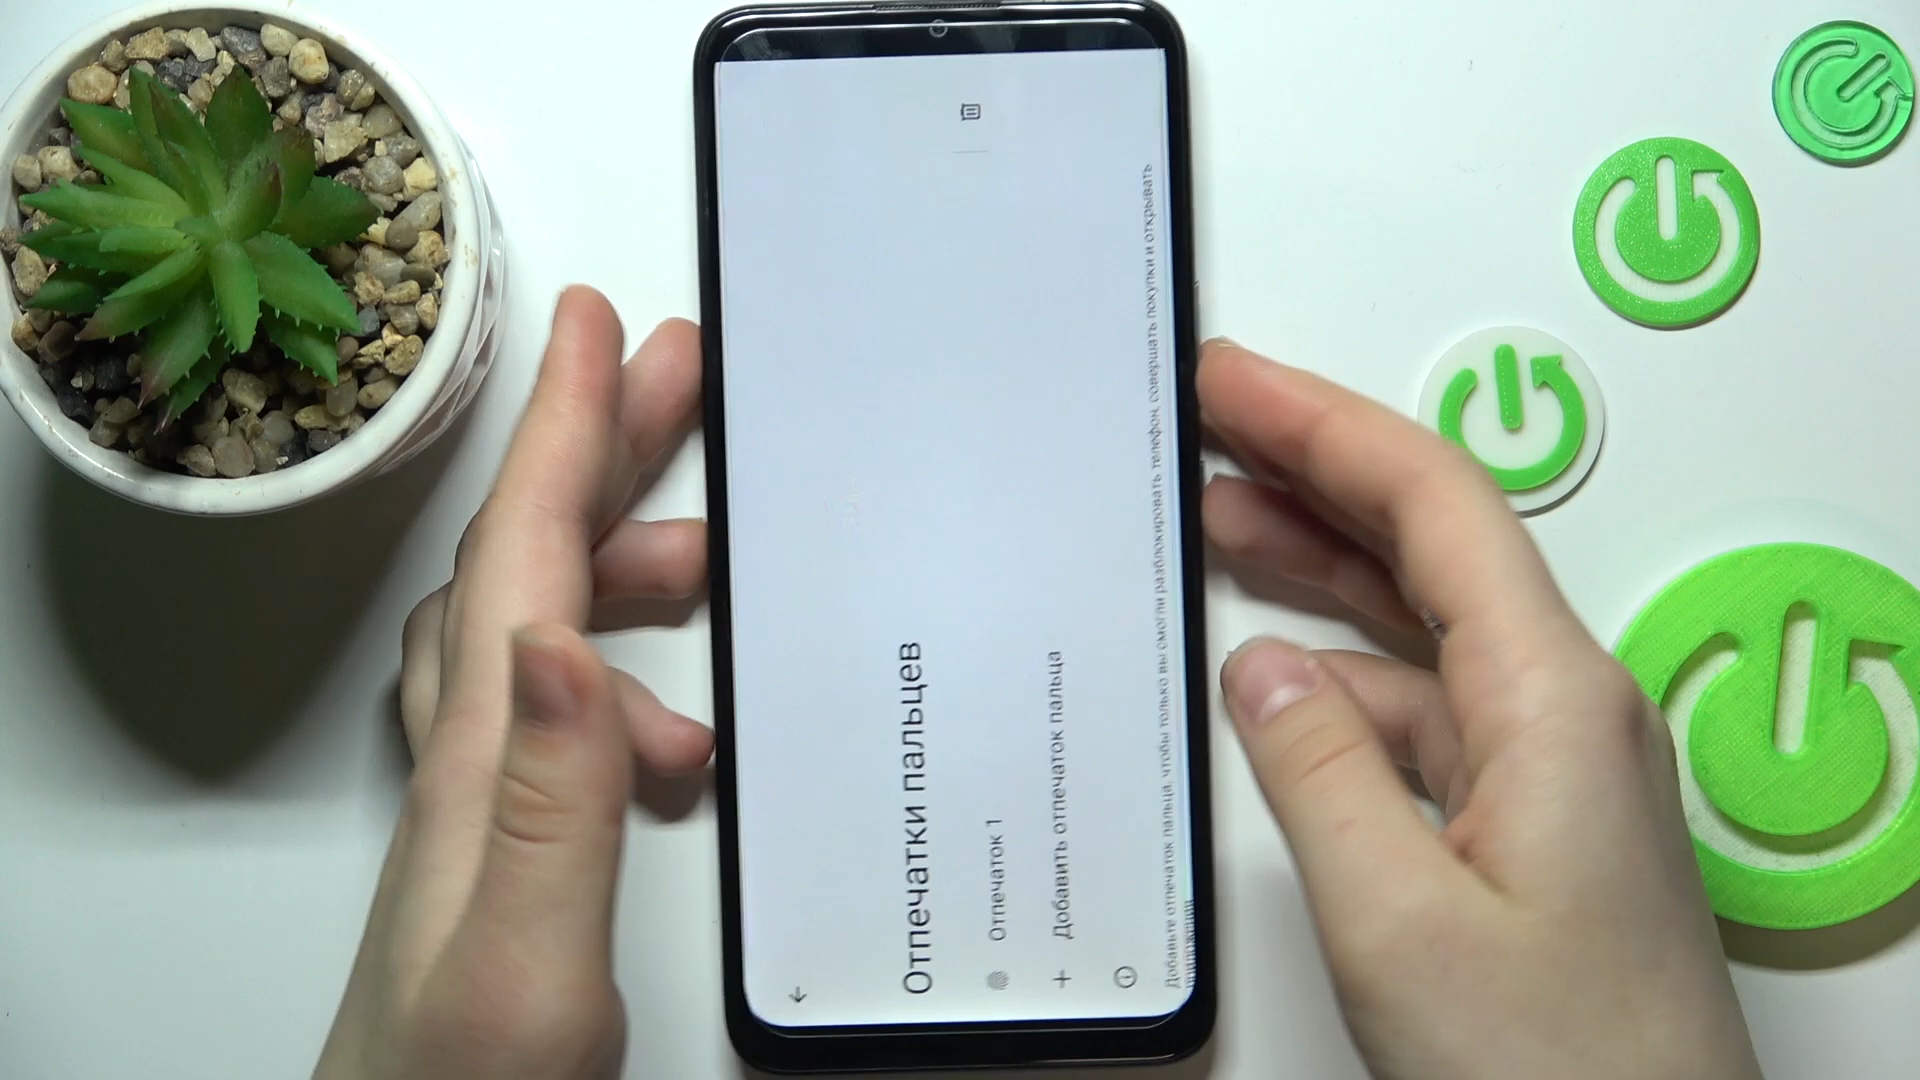 Отпечатки пальцев
Отпечаток 1
Добавить отпечаток пальца
Добавьте отпечаток пальца, чтобы только вы смогли разблокировать телефон, совершать покупки и открывать
приложения